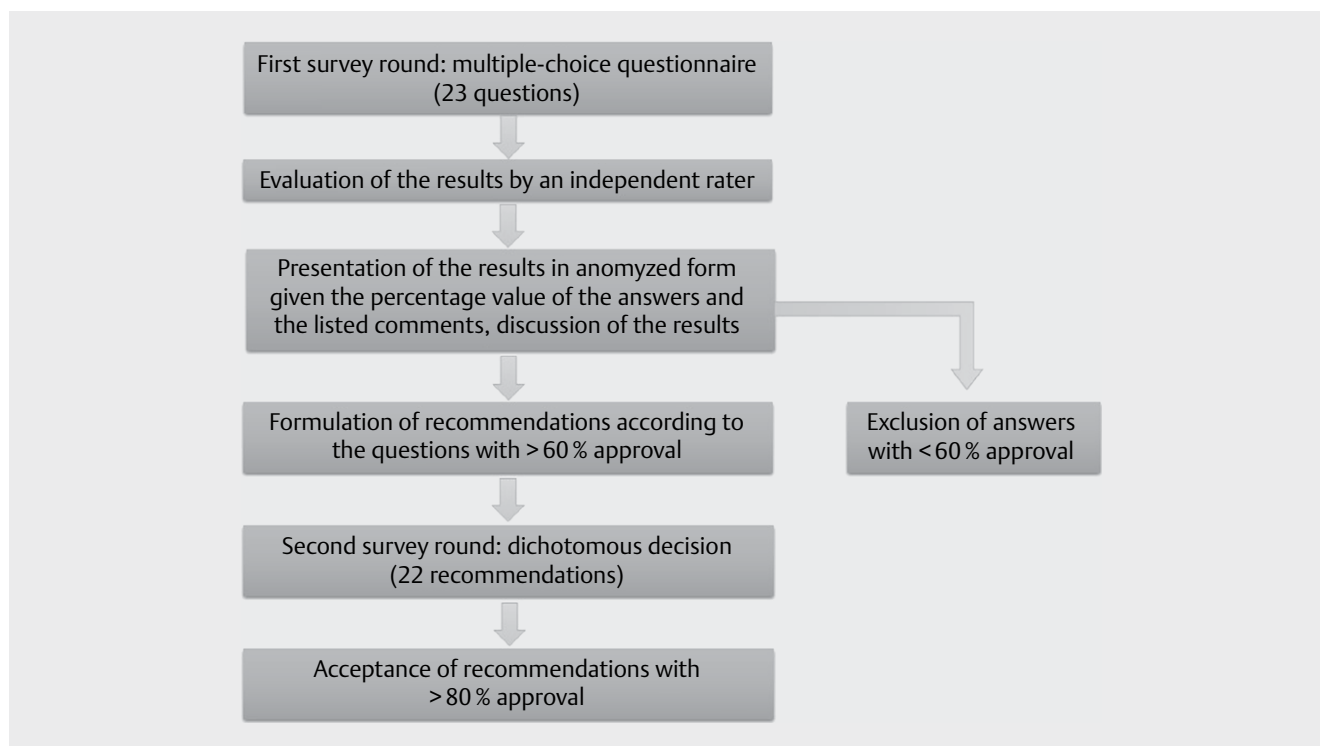 First survey round: multiple-choice questionnaire
(23 questions)
Evaluation of the results by an independent rater
Presentation of the results in anomyzed form
given the percentage value of the answers and
the listed comments, discussion of the results
Formulation of recommendations according to
the questions with > 60 % approval
Exclusion of answers
with < 60 % approval
Second survey round: dichotomous decision
(22 recommendations)
Acceptance of recommendations with
> 80 % approval